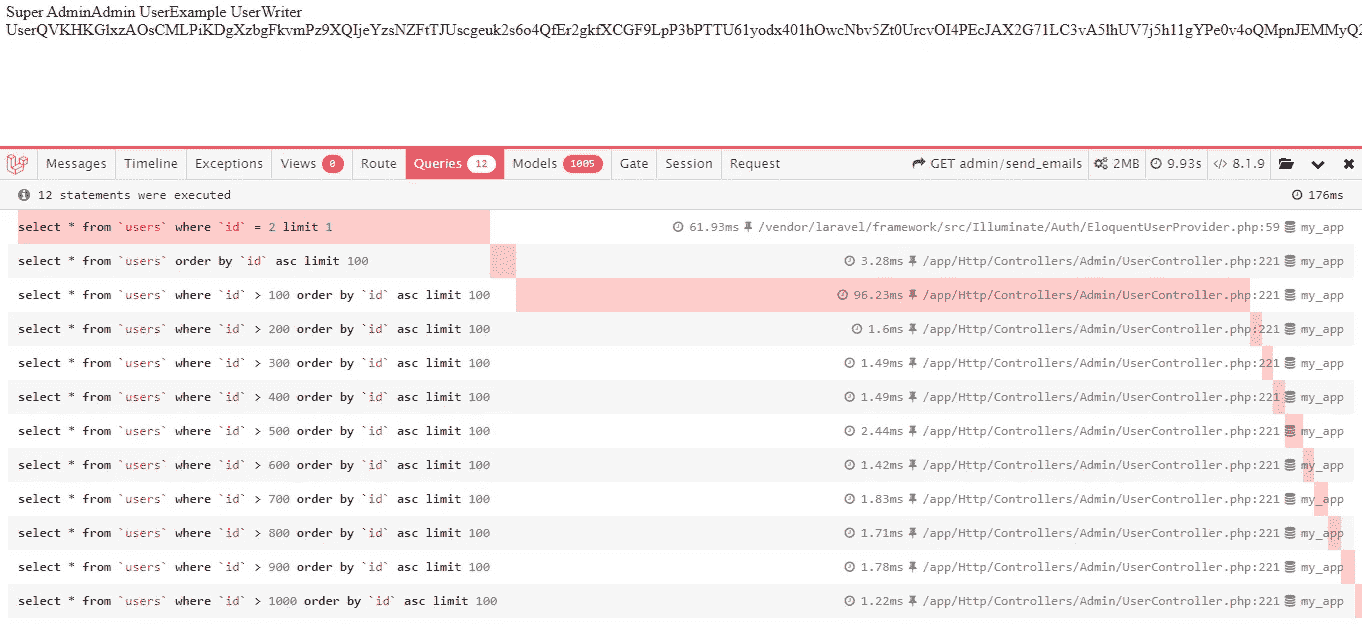 Super AdminAdmin UserExample UserWriter
UserQVKHKGlxzAOsCMLPiKDgXzbgFkvmPz9XQIjeYzsNZFtTJUscgeuk2s6o4QfEr2gkfXCGF9LpP3bPTTU61yodx401hOwcNbv5Zt0UrcvOI4PEcJAX2G71LC3vA5lhUV7j5h11gYPe0v4oQMpnJEMMyQ2
Messages Timeline Exceptions Views 0 Route Queries 12 Models 1005 Gate Session Request GET admin/send_emails 2MB 9.93s 8.1.9
12 statements were executed 176ms
select * from `users` where `id` = 2 limit 1 61.93ms /vendor/laravel/framework/src/Illuminate/Auth/EloquentUserProvider.php:59 my_app
select * from `users` order by `id` asc limit 100 3.28ms /app/Http/Controllers/Admin/UserController.php:221 my_app
select * from `users` where `id` > 100 order by `id` asc limit 100 96.23ms /app/Http/Controllers/Admin/UserController.php:221 my_app
select * from `users` where `id` > 200 order by `id` asc limit 100 1.6ms /app/Http/Controllers/Admin/UserController.php:221 my_app
select * from `users` where `id` > 300 order by `id` asc limit 100 1.49ms /app/Http/Controllers/Admin/UserController.php:221 my_app
select * from `users` where `id` > 400 order by `id` asc limit 100 1.49ms /app/Http/Controllers/Admin/UserController.php:221 my_app
select * from `users` where `id` > 500 order by `id` asc limit 100 2.44ms /app/Http/Controllers/Admin/UserController.php:221 my_app
select * from `users` where `id` > 600 order by `id` asc limit 100 1.42ms /app/Http/Controllers/Admin/UserController.php:221 my_app
select * from `users` where `id` > 700 order by `id` asc limit 100 1.83ms /app/Http/Controllers/Admin/UserController.php:221 my_app
select * from `users` where `id` > 800 order by `id` asc limit 100 1.71ms /app/Http/Controllers/Admin/UserController.php:221 my_app
select * from `users` where `id` > 900 order by `id` asc limit 100 1.78ms /app/Http/Controllers/Admin/UserController.php:221 my_app
select * from `users` where `id` > 1000 order by `id` asc limit 100 1.22ms /app/Http/Controllers/Admin/UserController.php:221 my_app